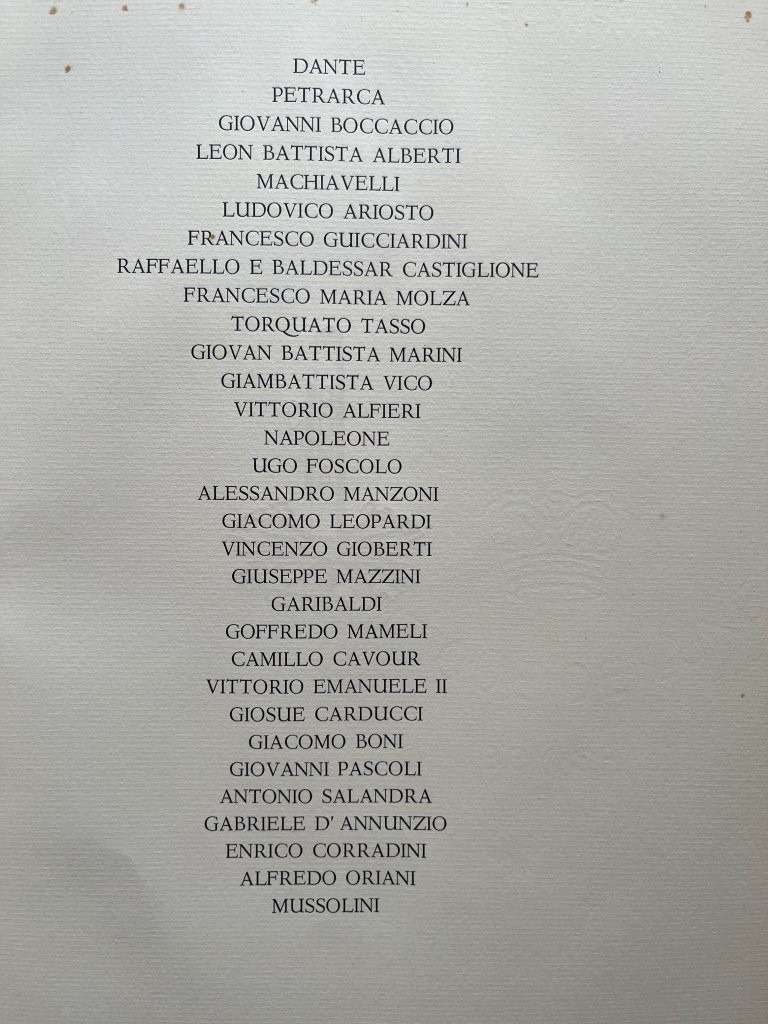 DANTE
PETRARCA
GIOVANNI BOCCACCIO
LEON BATTISTA ALBERTI
MACHIAVELLI
LUDOVICO ARIOSTO
FRANCESCO GUICCIARDINI
RAFFAELLO E BALDESSAR CASTIGLIONE
FRANCESCO MARIA MOLZA
TORQUATO TASSO
GIOVAN BATTISTA MARINI
GIAMBATTISTA VICO
VITTORIO ALFIERI
NAPOLEONE
UGO FOSCOLO
ALESSANDRO MANZONI
GIACOMO LEOPARDI
VINCENZO GIOBERTI
GIUSEPPE MAZZINI
GARIBALDI
GOFFREDO MAMELI
CAMILLO CAVOUR
VITTORIO EMANUELE II
GIOSUE CARDUCCI
GIACOMO BONI
GIOVANNI PASCOLI
ANTONIO SALANDRA
GABRIELE D' ANNUNZIO
ENRICO CORRADINI
ALFREDO ORIANI
MUSSOLINI